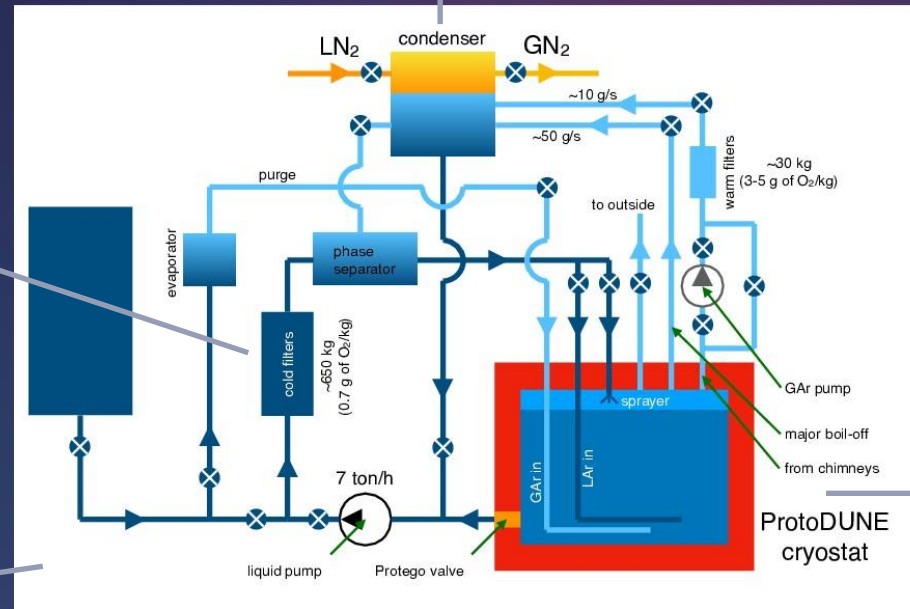 condenser
LN₂
GN₂
~10 g/s
~50 g/s
warm filters
~30 kg
(3-5 g of O₂/kg)
purge
to outside
evaporator
phase
separator
cold filters
~650 kg
(0.7 g of O₂/kg)
sprayer
GAr pump
major boil-off
from chimneys
GAr in
LAr in
7 ton/h
liquid pump
Protego valve
ProtoDUNE
cryostat